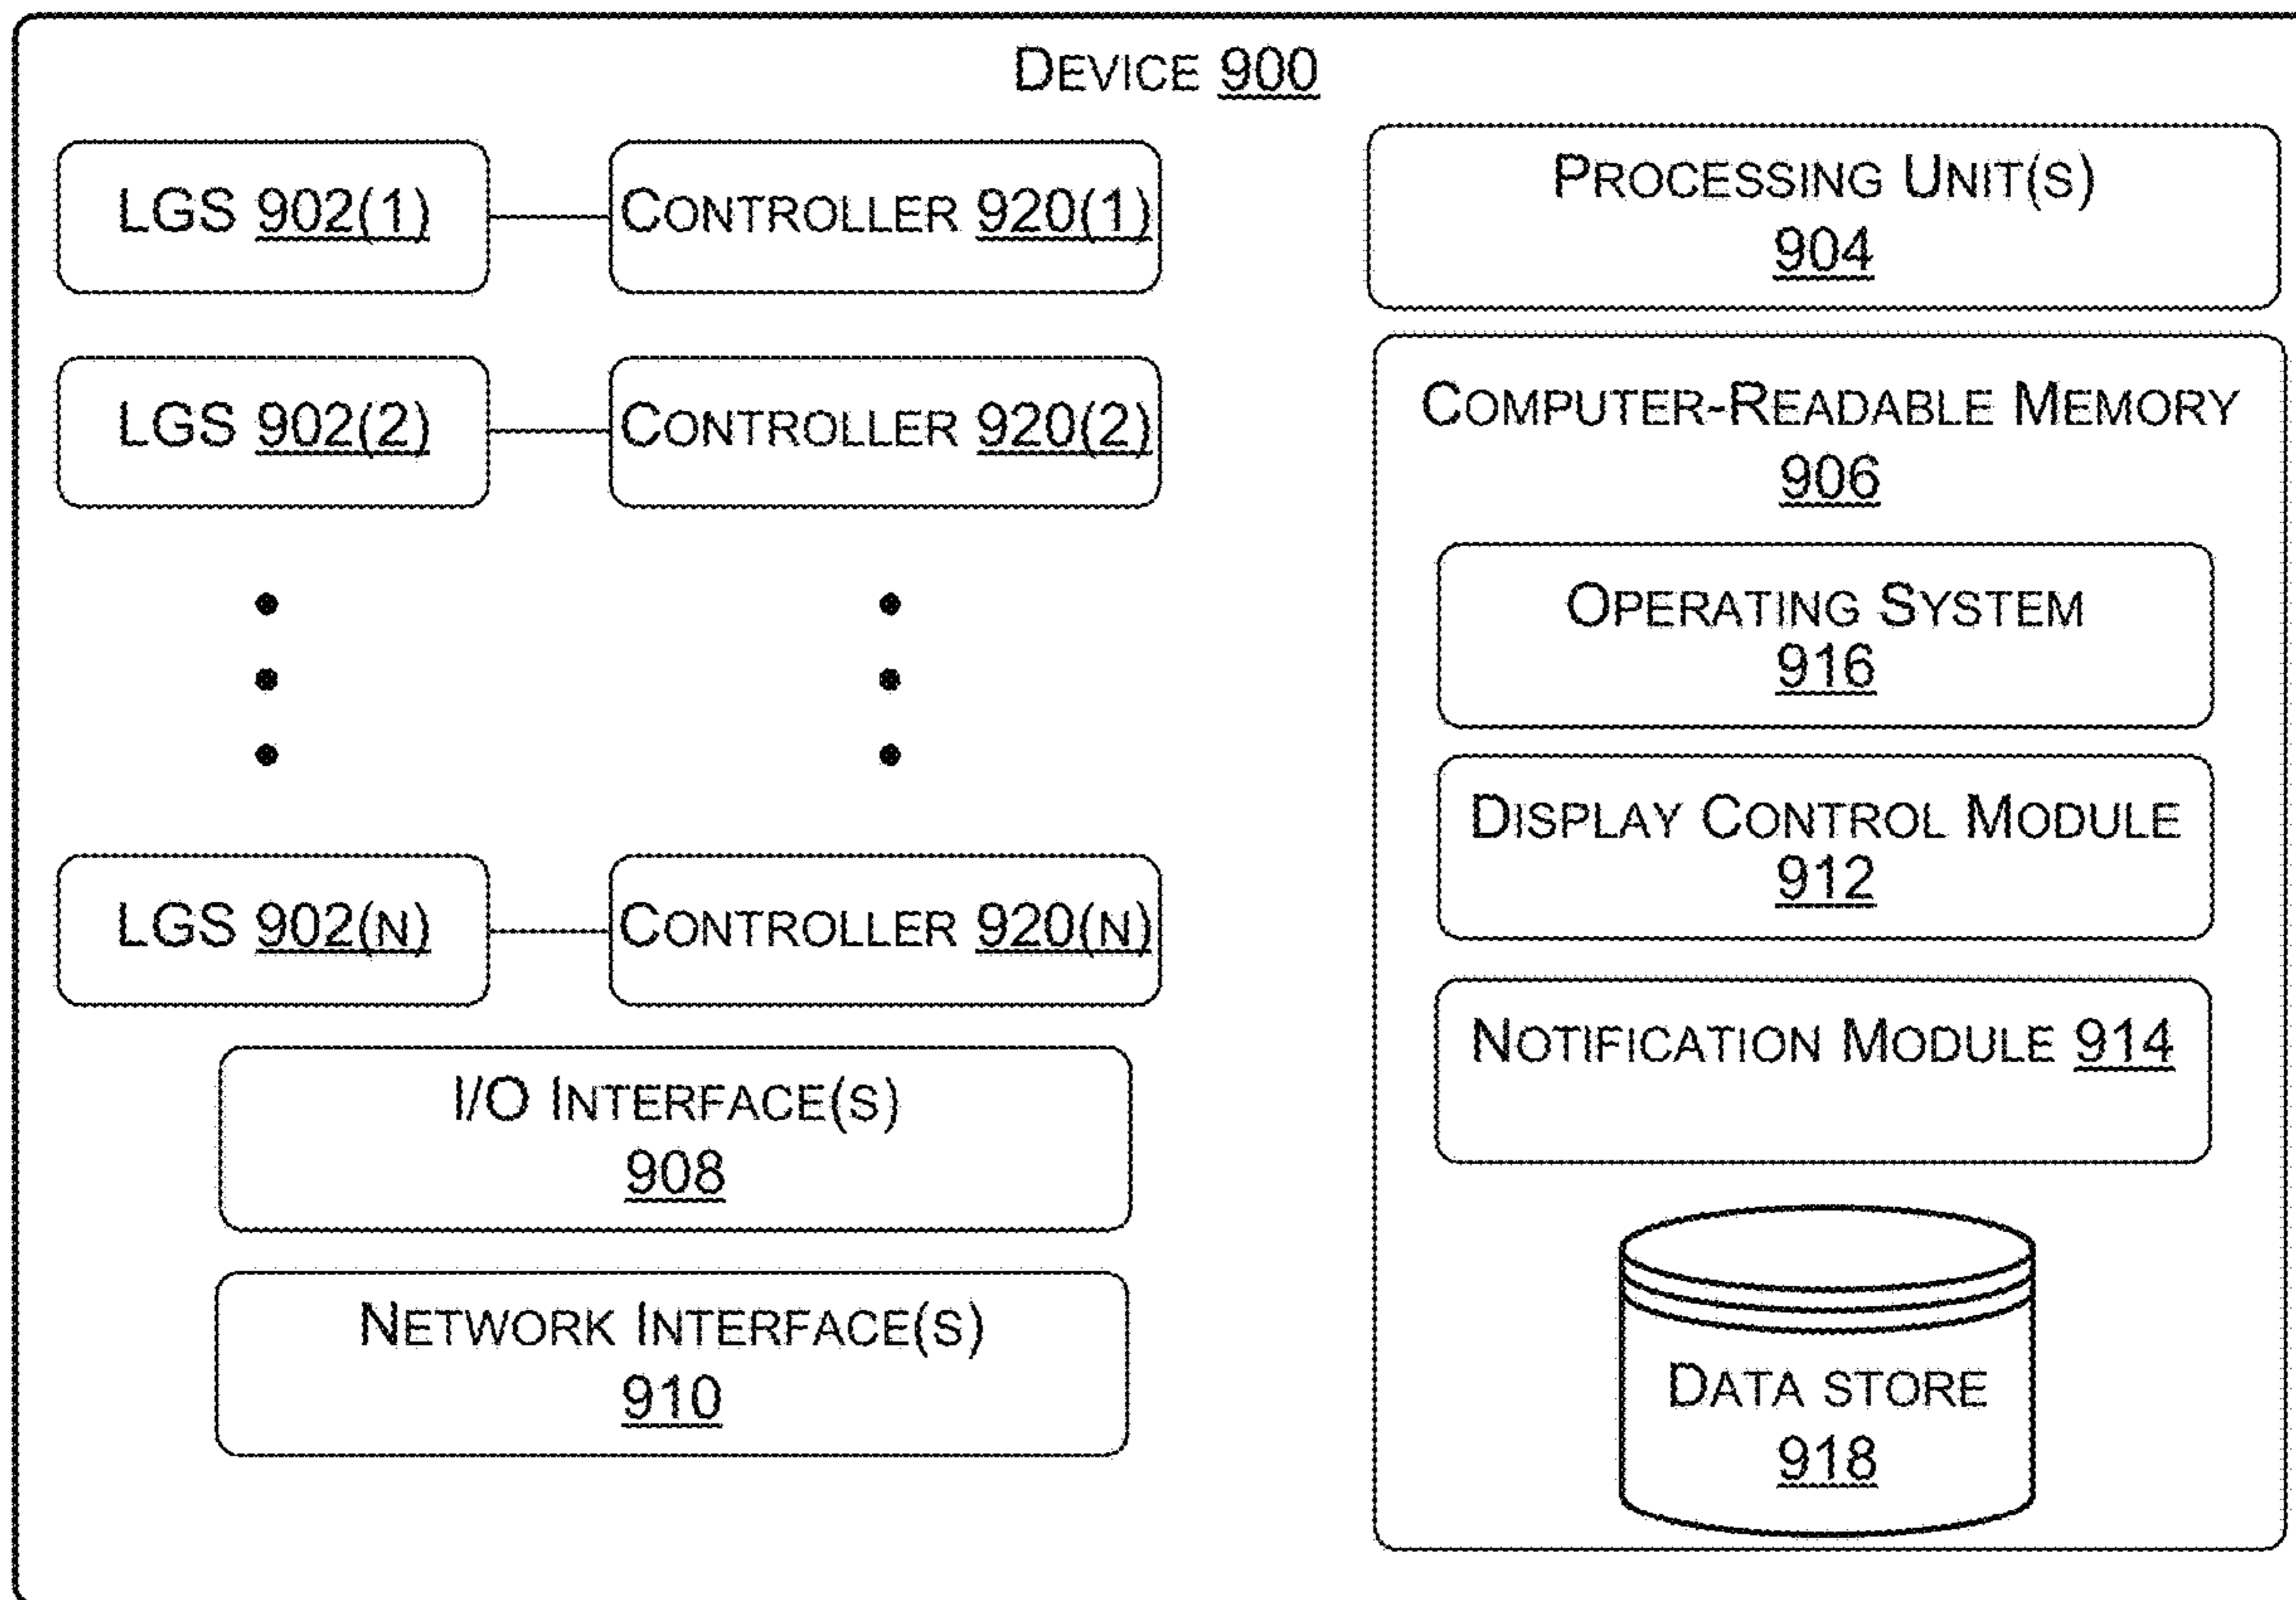 DEVICE 900
LGS 902(1)
CONTROLLER 920(1)
LGS 902(2)
CONTROLLER 920(2)
LGS 902(N)
CONTROLLER 920(N)
I/O INTERFACE(S)
908
NETWORK INTERFACE(S)
910
PROCESSING UNIT(S)
904
COMPUTER-READABLE MEMORY
906
OPERATING SYSTEM
916
DISPLAY CONTROL MODULE
912
NOTIFICATION MODULE 914
DATA STORE
918